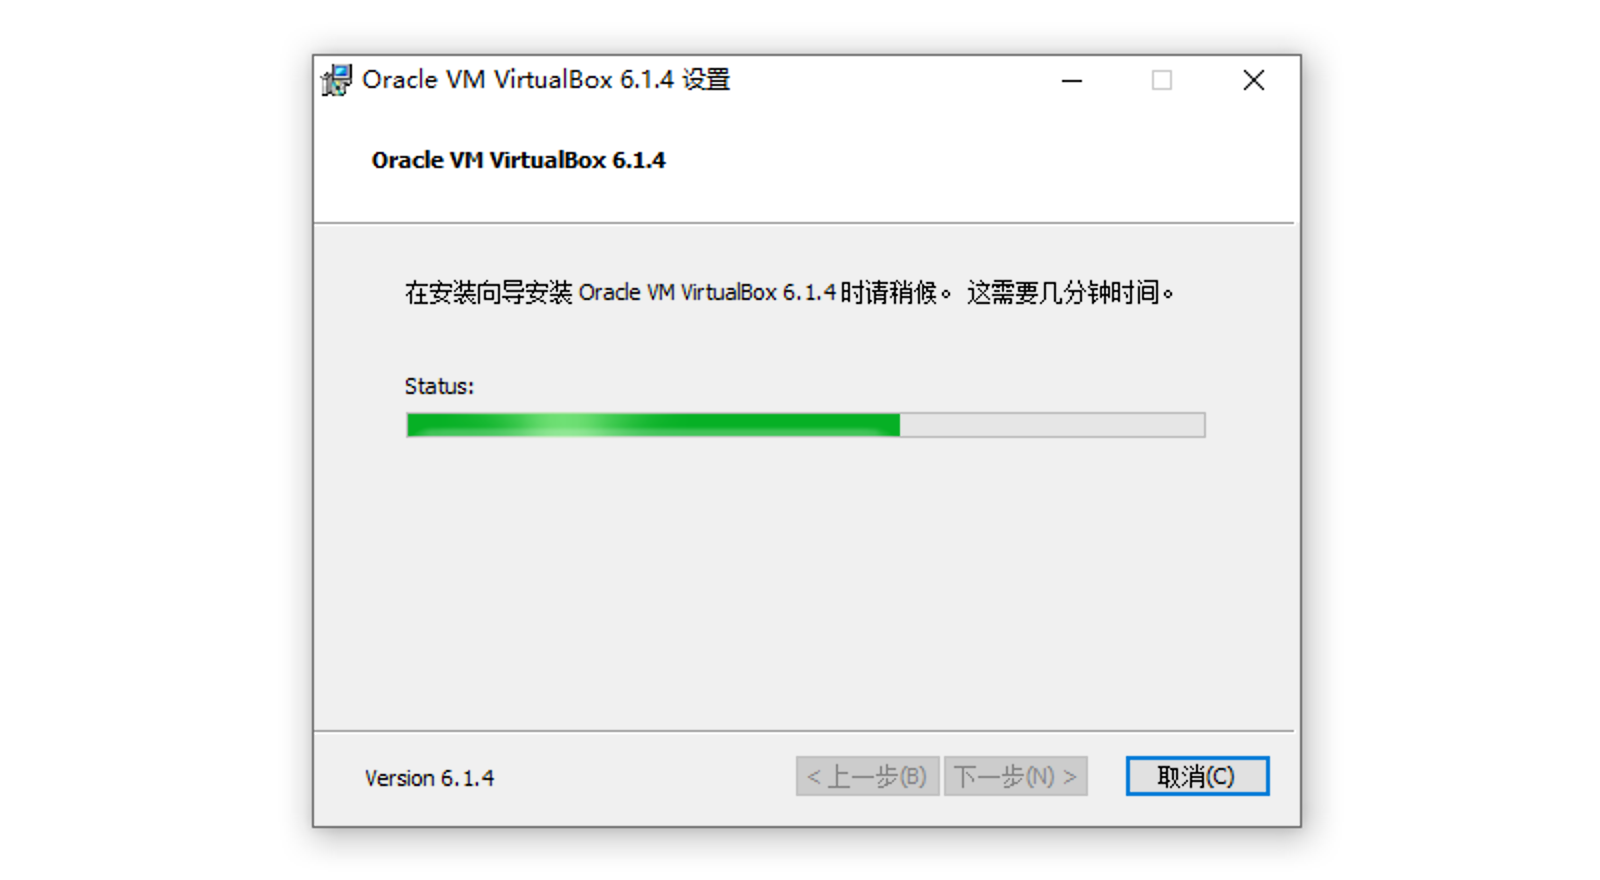 Oracle VM VirtualBox 6.1.4 设置
Oracle VM VirtualBox 6.1.4
在安装向导安装 Oracle VM VirtualBox 6.1.4 时请稍候。 这需要几分钟时间。
Status:
Version 6.1.4
< 上一步(B)
下一步(N) >
取消(C)